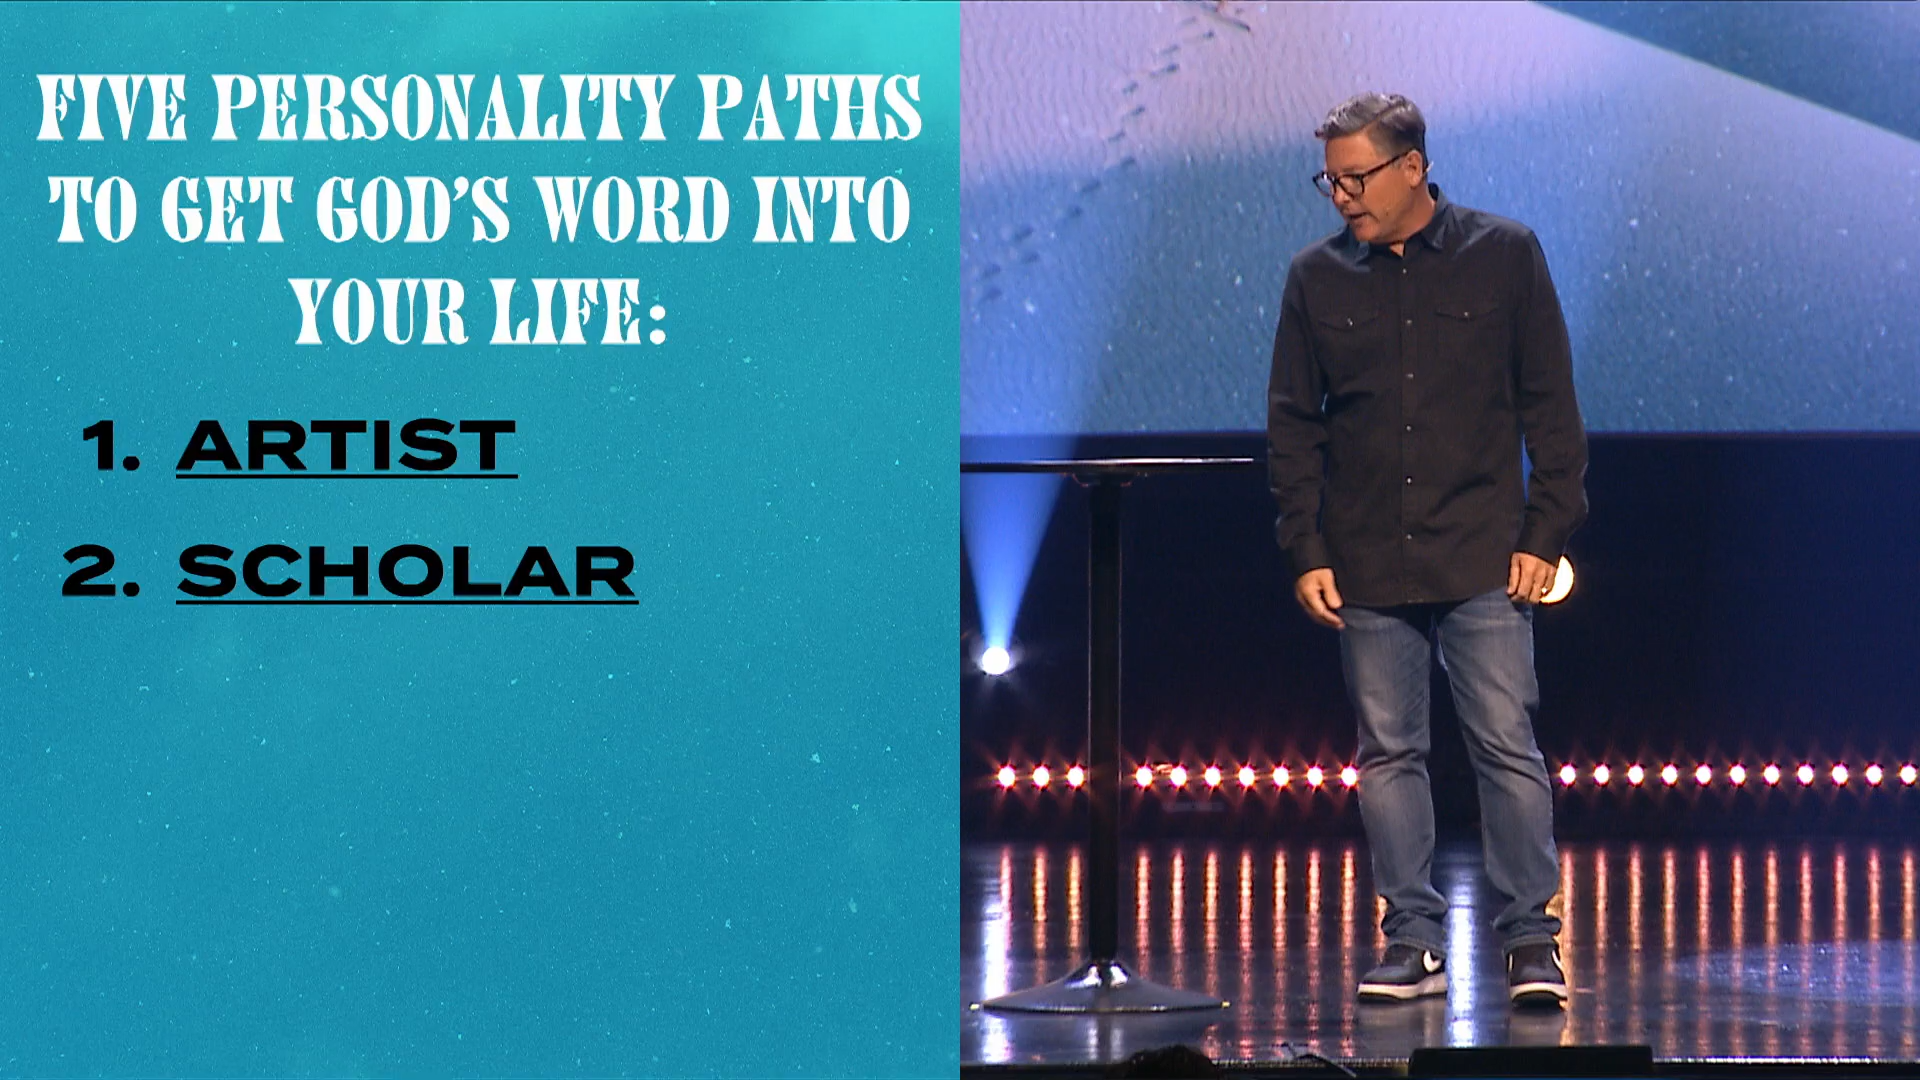 FIVE PERSONALITY PATHS
TO GET GOD'S WORD INTO
YOUR LIFE:
1. ARTIST
2. SCHOLAR